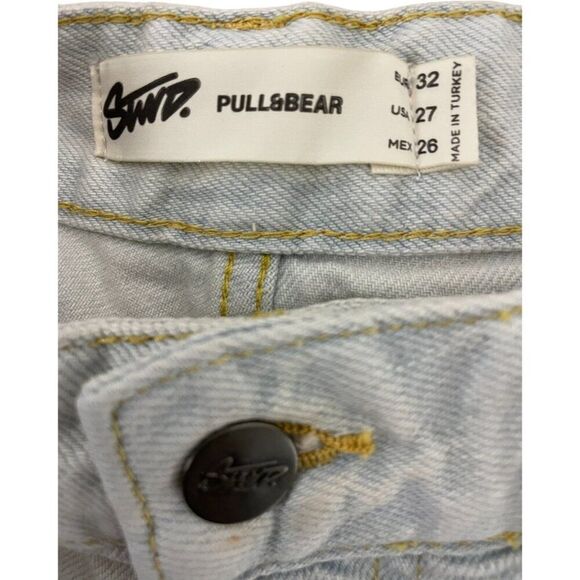 STWD.
PULL&BEAR
EUR 32
USA 27
MEX 26
MADE IN TURKEY
STWD.